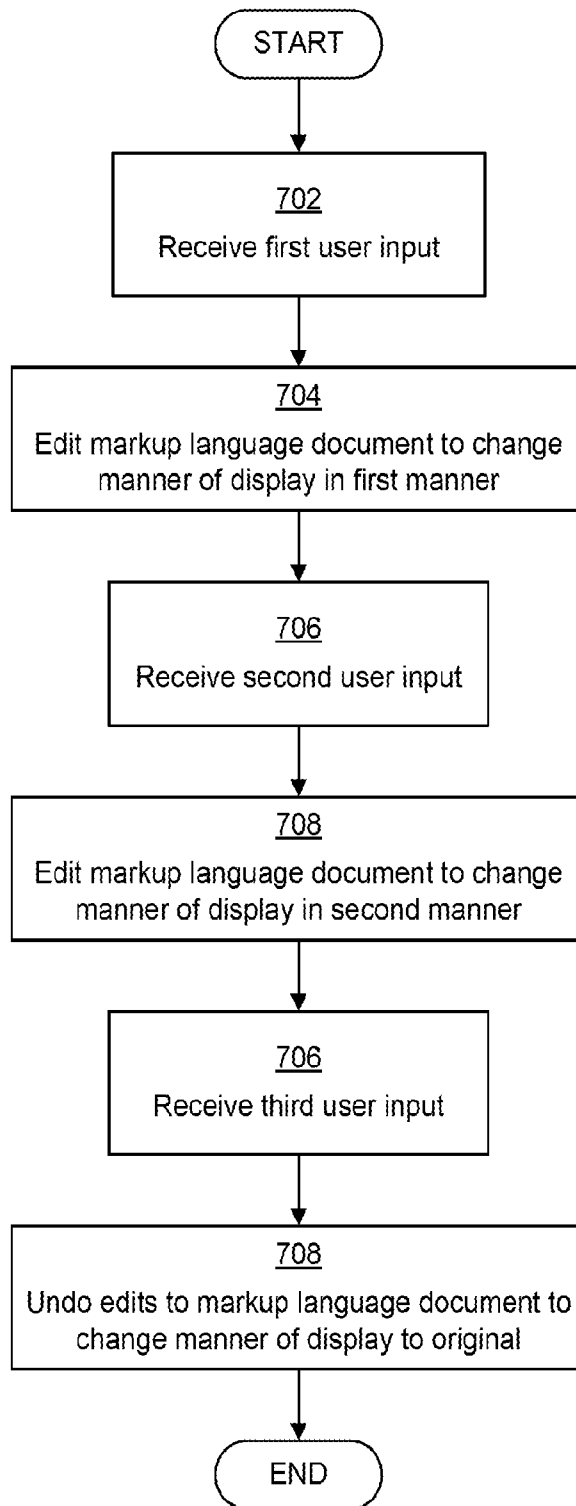 START
702
Receive first user input
704
Edit markup language document to change
manner of display in first manner
706
Receive second user input
708
Edit markup language document to change
manner of display in second manner
706
Receive third user input
708
Undo edits to markup language document to
change manner of display to original
END